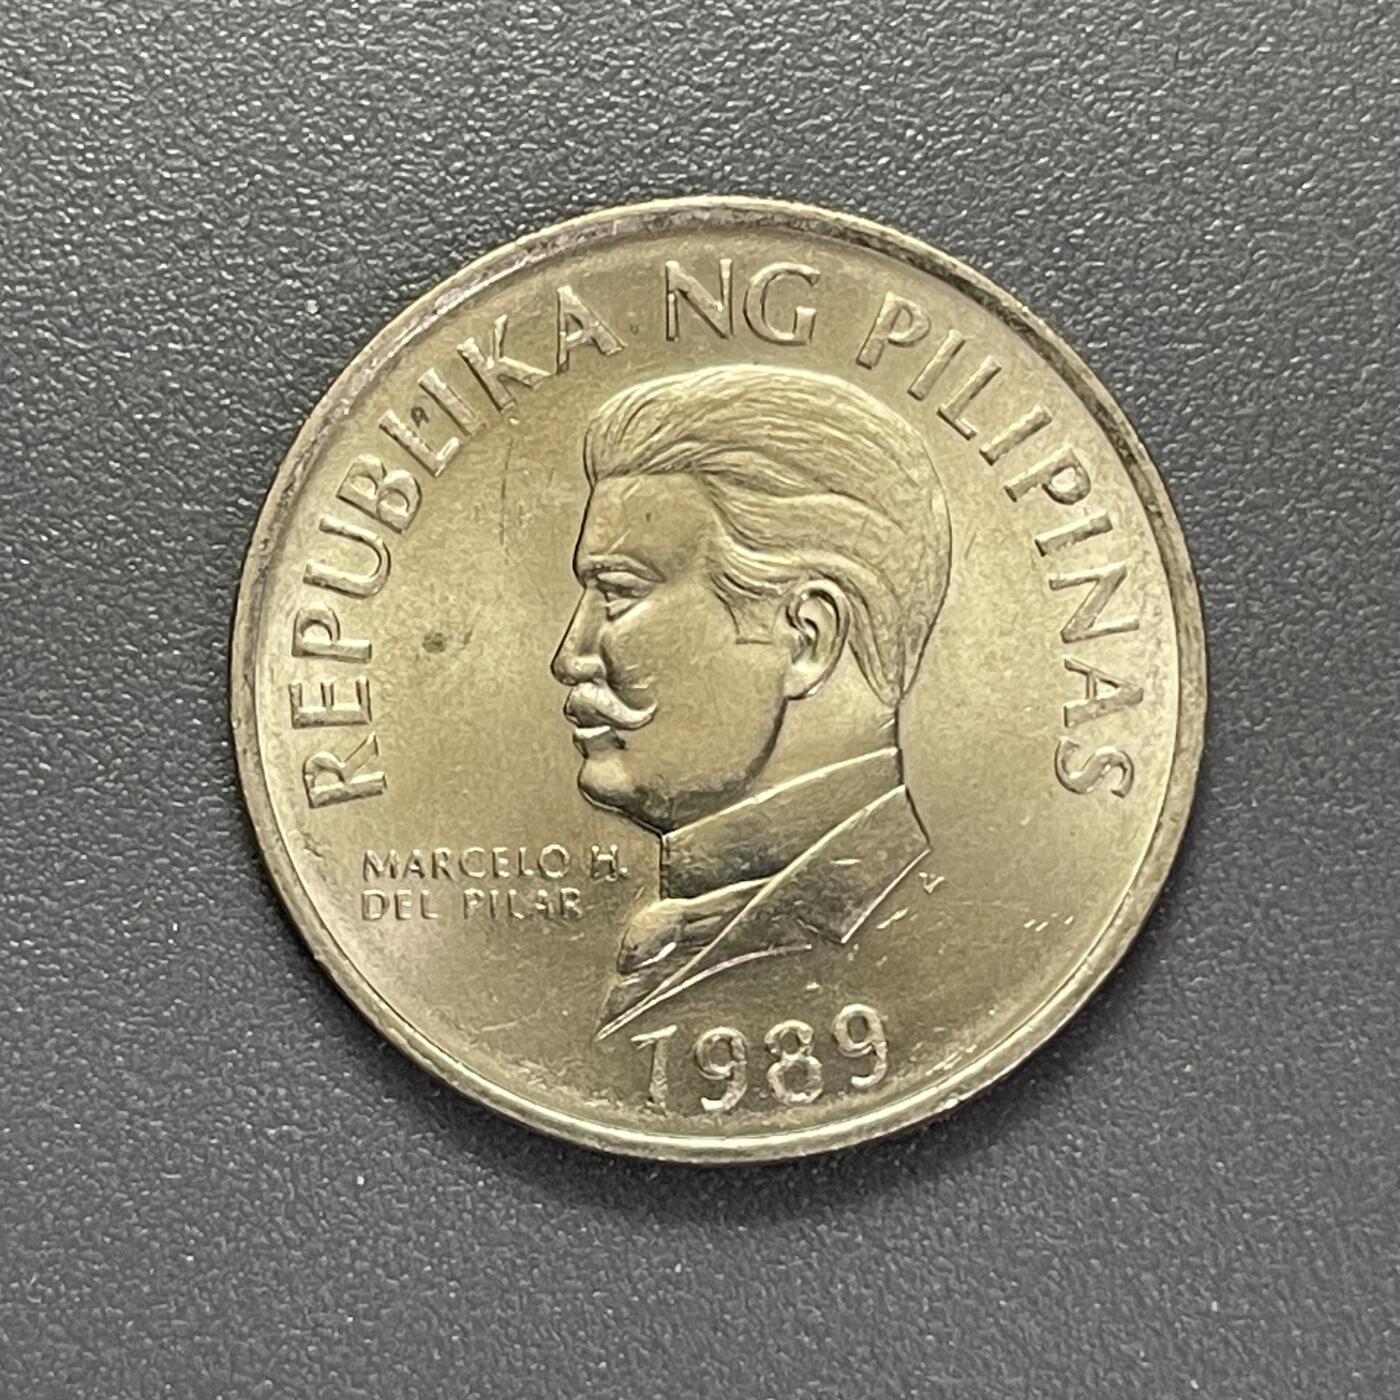 REPUBLIKA NG PILIPINAS
MARCELO H.
DEL PILAR
1989